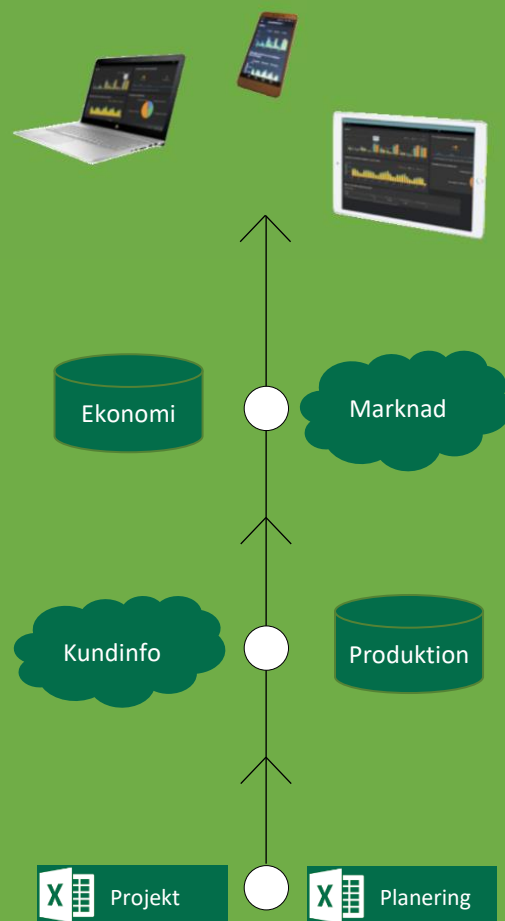 Ekonomi
Marknad
Kundinfo
Produktion
Projekt
Planering